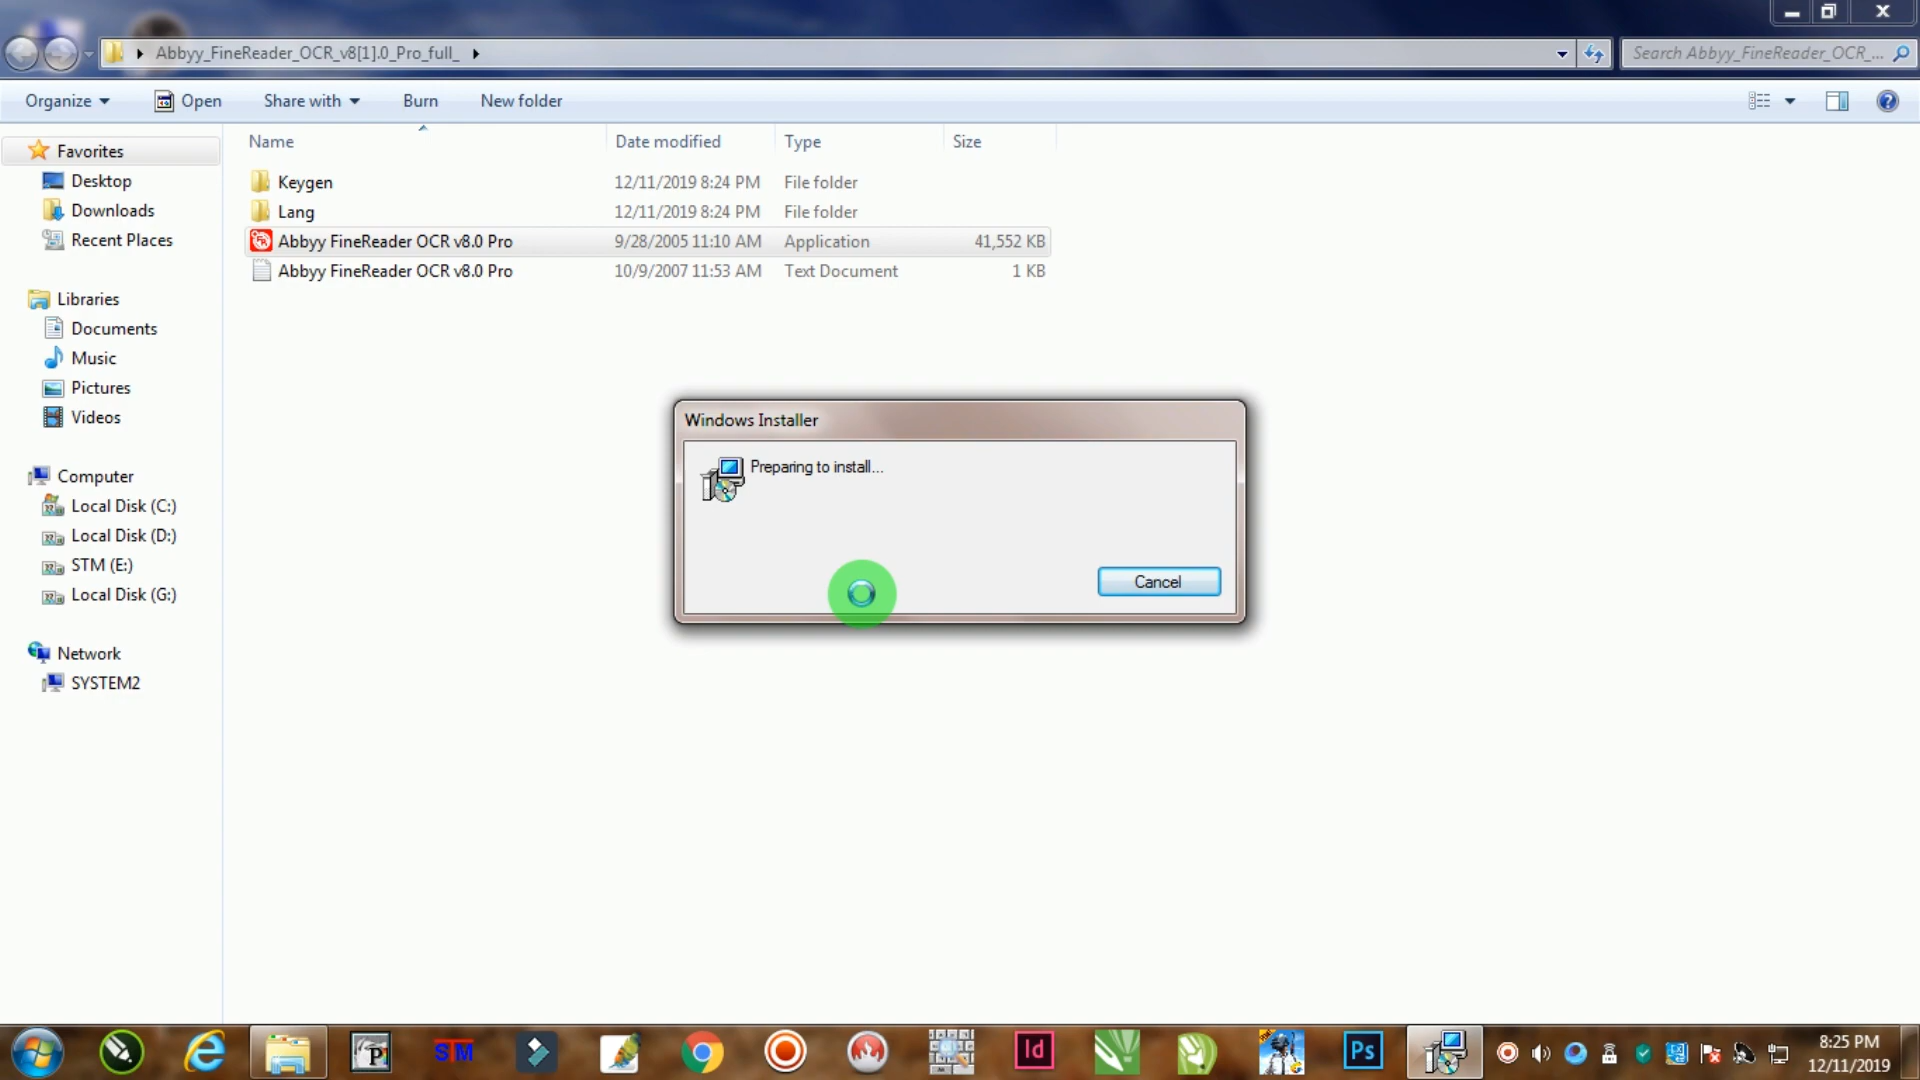 Abbyy_FineReader_OCR_v8[1].0_Pro_full_
Search Abbyy_FineReader_OCR_...
Organize Open Share with Burn New folder
Name Date modified Type Size
Favorites
Desktop
Downloads
Recent Places
Libraries
Documents
Music
Pictures
Videos
Computer
Local Disk (C:)
Local Disk (D:)
STM (E:)
Local Disk (G:)
Network
SYSTEM2
Keygen 12/11/2019 8:24 PM File folder
Lang 12/11/2019 8:24 PM File folder
Abbyy FineReader OCR v8.0 Pro 9/28/2005 11:10 AM Application 41,552 KB
Abbyy FineReader OCR v8.0 Pro 10/9/2007 11:53 AM Text Document 1 KB
Windows Installer
Preparing to install...
Cancel
P
STM
Id
Ps
8:25 PM
12/11/2019